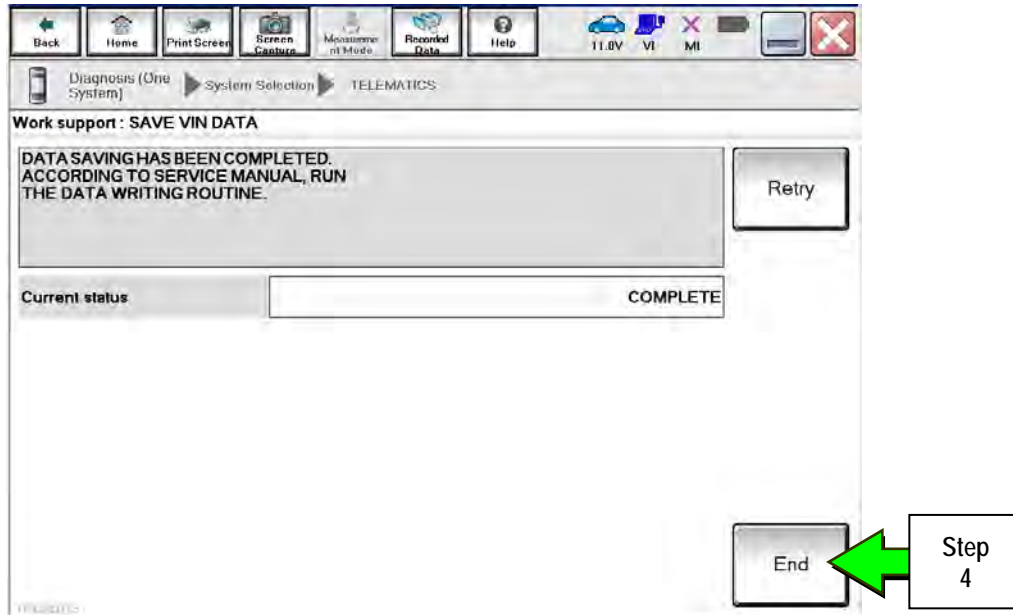 Back
Home
Print Screen
Screen
Capture
Measureme
nt Mode
Recorded
Data
Help
11.0V
VI
MI
Diagnosis (One
System)
System Selection
TELEMATICS
Work support : SAVE VIN DATA
DATA SAVING HAS BEEN COMPLETED.
ACCORDING TO SERVICE MANUAL, RUN
THE DATA WRITING ROUTINE.
Retry
Current status
COMPLETE
End
Step
4